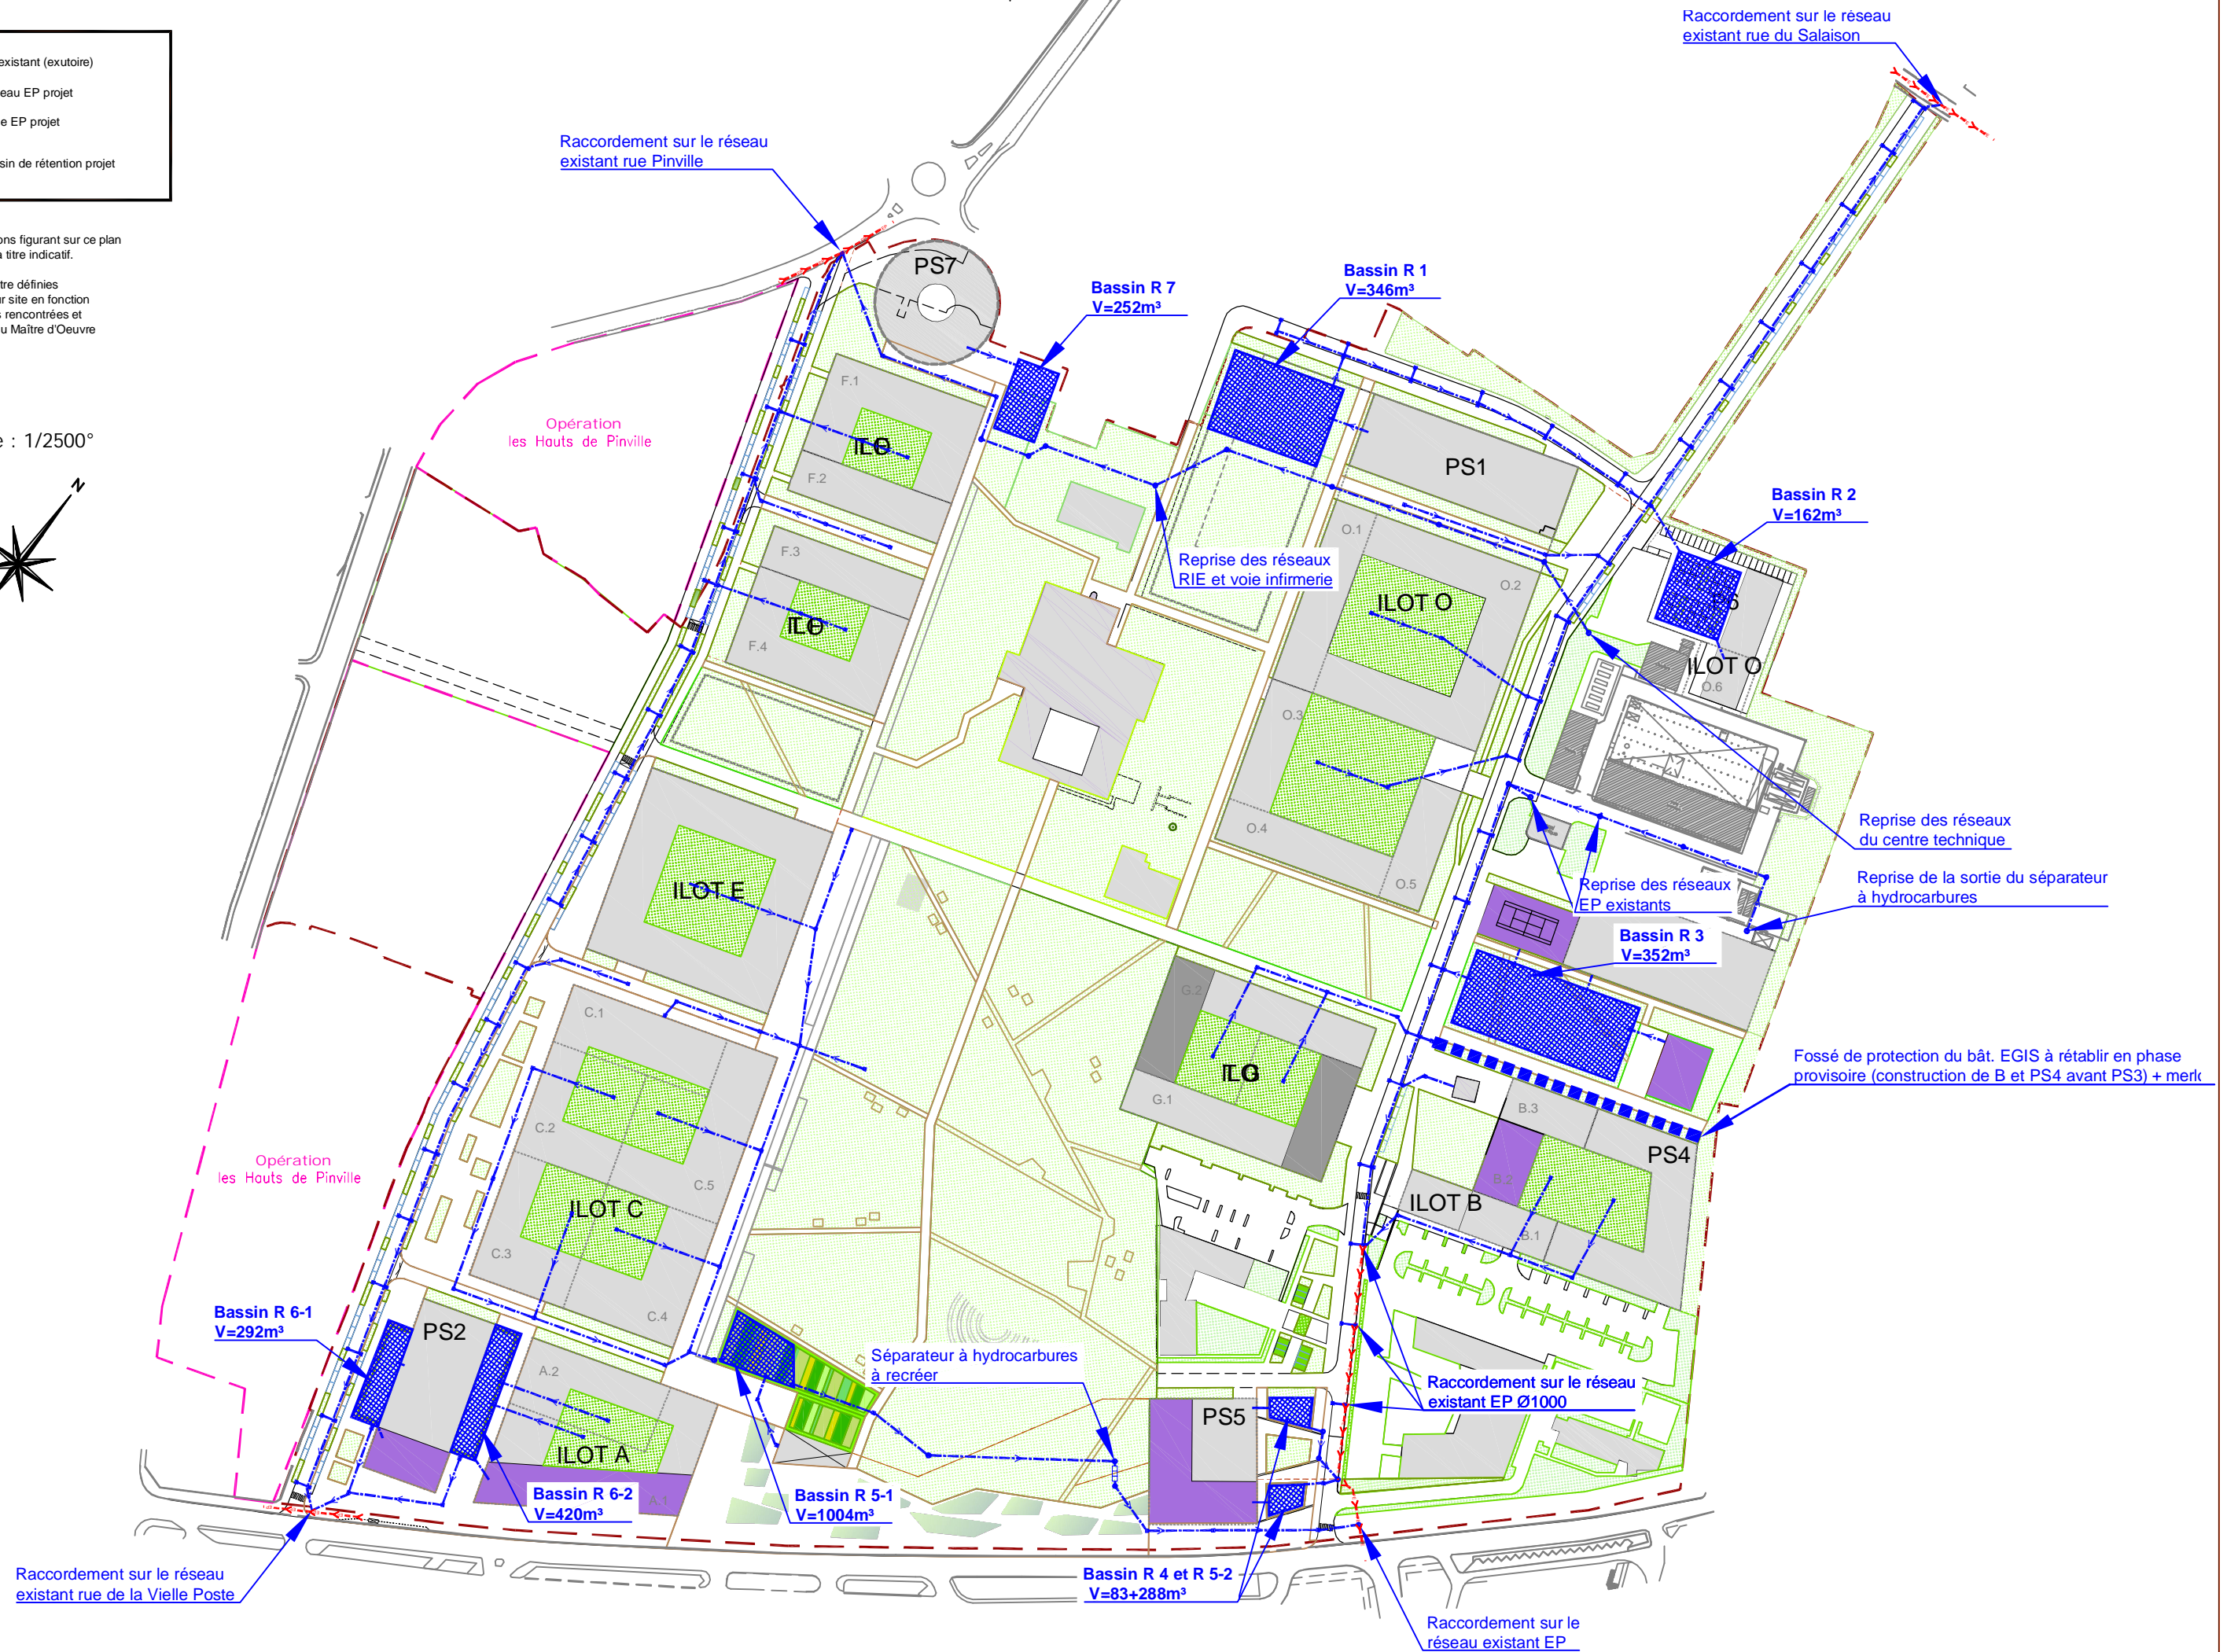 existant (exutoire)
eau EP projet
e EP projet
sin de rétention projet
ons figurant sur ce plan
à titre indicatif.
tre définies
ur site en fonction
s rencontrées et
u Maître d'Oeuvre
e : 1/2500°
N
Raccordement sur le réseau
existant rue du Salaison
Raccordement sur le réseau
existant rue Pinville
PS7
Bassin R 7
V=252m³
Bassin R 1
V=346m³
Opération
les Hauts de Pinville
F.1
F.2
PS1
Bassin R 2
V=162m³
F.3
F.4
Reprise des réseaux
RIE et voie infirmerie
O.1
O.2
ILOT O
O.3
O.4
O.5
ILOT O
O.6
Reprise des réseaux
du centre technique
Reprise des réseaux
EP existants
Reprise de la sortie du séparateur
à hydrocarbures
Bassin R 3
V=352m³
ILOT E
C.1
C.2
C.5
ILOT C
C.3
C.4
G.2
G.1
Fossé de protection du bât. EGIS à rétablir en phase
provisoire (construction de B et PS4 avant PS3) + merl
B.3
PS4
B.2
ILOT B
B.1
Opération
les Hauts de Pinville
Bassin R 6-1
V=292m³
PS2
A.2
ILOT A
A.1
Séparateur à hydrocarbures
à recréer
Raccordement sur le réseau
existant EP Ø1000
PS5
Bassin R 6-2
V=420m³
Bassin R 5-1
V=1004m³
Bassin R 4 et R 5-2
V=83+288m³
Raccordement sur le réseau
existant rue de la Vielle Poste
Raccordement sur le
réseau existant EP